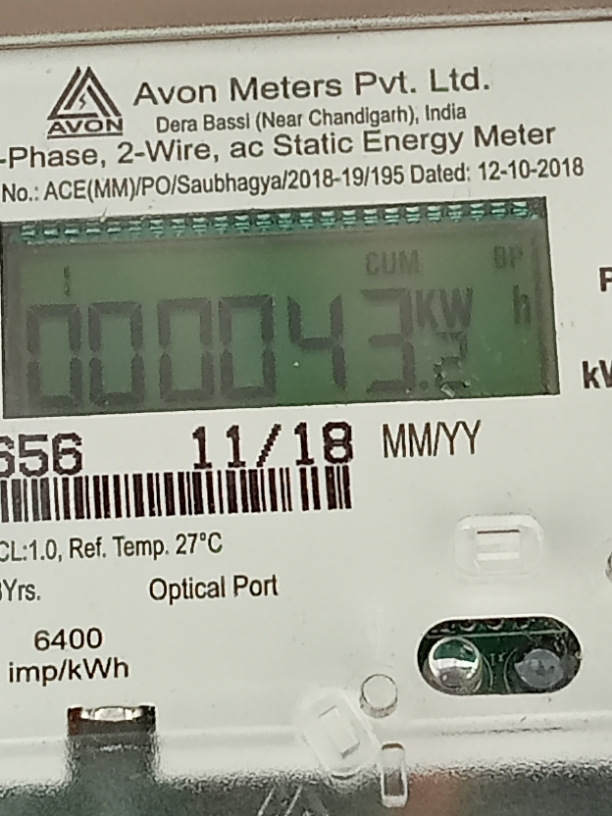 Avon Meters Pvt. Ltd.
AVON
Dera Bassi (Near Chandigarh), India
-Phase, 2-Wire, ac Static Energy Meter
No.: ACE(MM)/PO/Saubhagya/2018-19/195 Dated: 12-10-2018
1 CUM BP
000043.2 KW h
656 11/18 MM/YY
CL:1.0, Ref. Temp. 27°C
Yrs. Optical Port
6400
imp/kWh